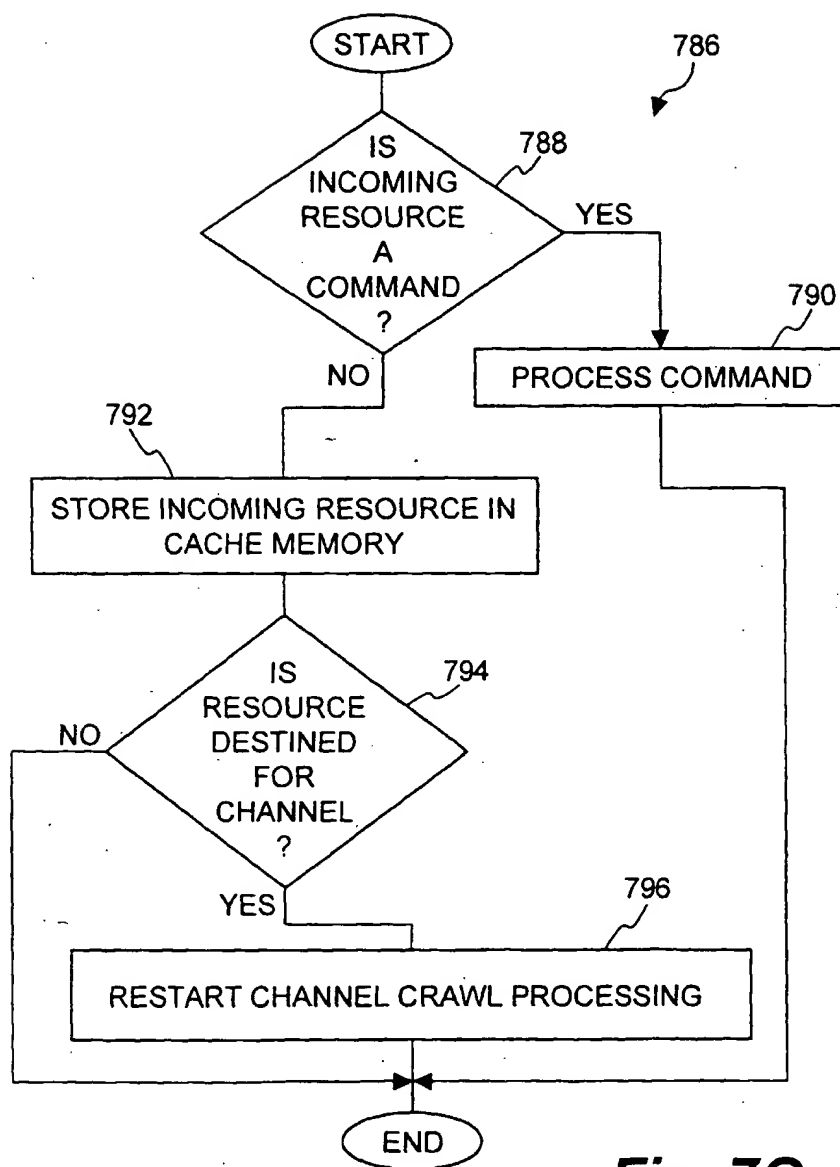 START
786
788
IS
INCOMING
RESOURCE
A
COMMAND
?
YES
NO
790
PROCESS COMMAND
792
STORE INCOMING RESOURCE IN
CACHE MEMORY
794
IS
RESOURCE
DESTINED
FOR
CHANNEL
?
NO
YES
796
RESTART CHANNEL CRAWL PROCESSING
END